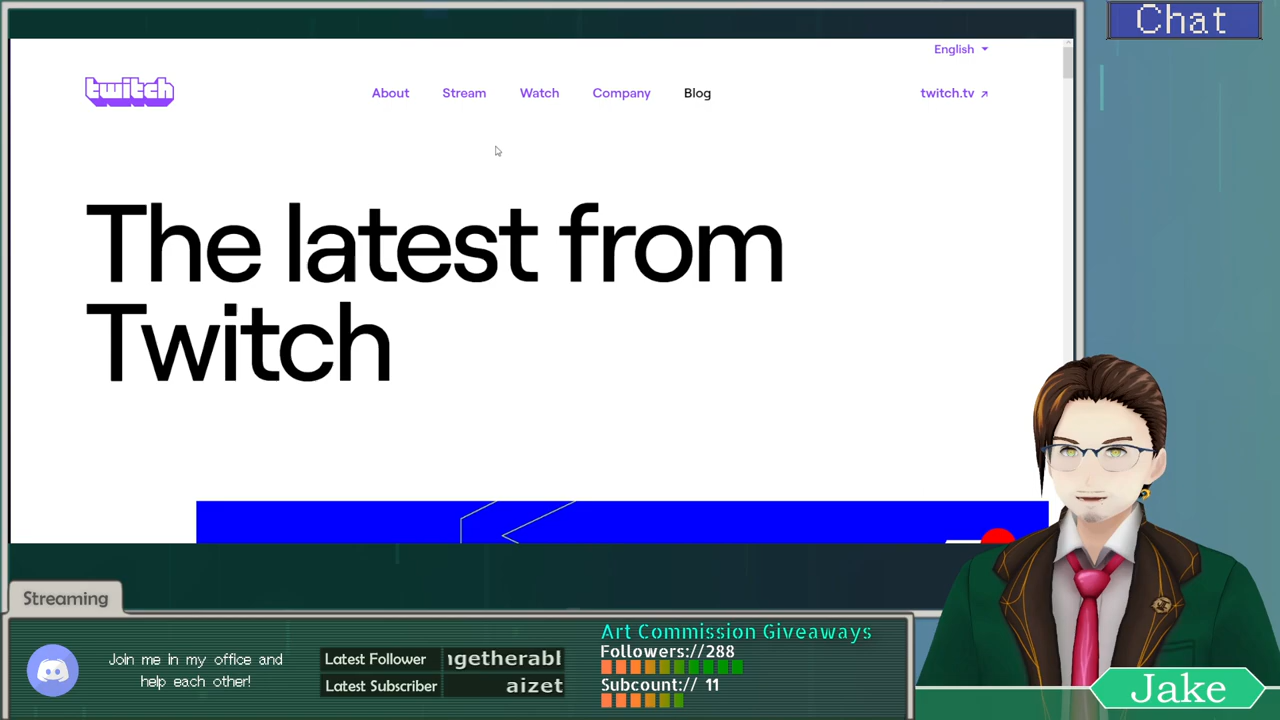 Chat
English
twitch
About Stream Watch Company Blog
twitch.tv ↗
The latest from
Twitch
Streaming
Join me in my office and
help each other!
Latest Follower
Latest Subscriber aizet
Art Commission Giveaways
Followers://288
Subcount:// 11
Jake